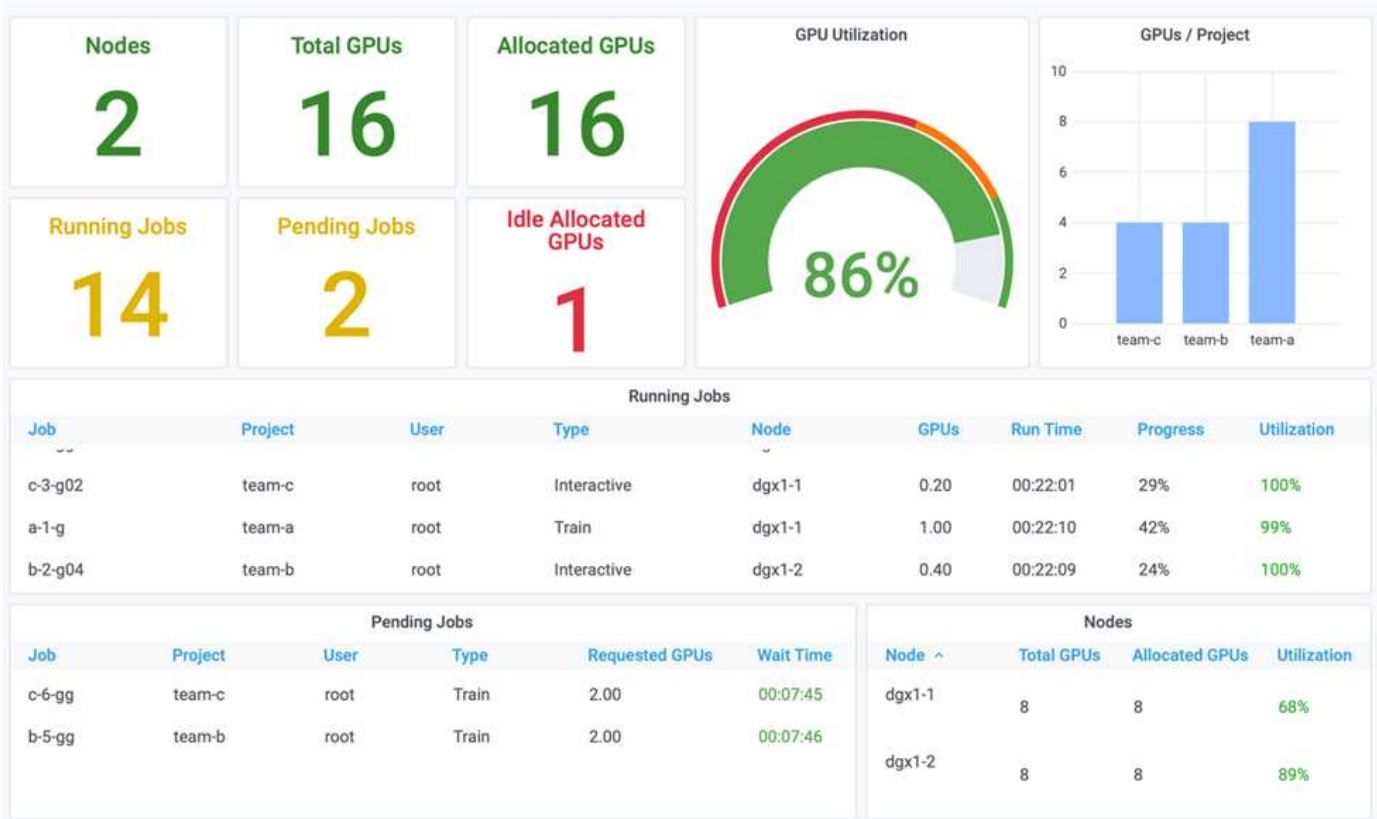 Nodes
2
Total GPUs
16
Allocated GPUs
16
GPU Utilization
86%
GPUs / Project
10
8
6
4
2
0
team-c team-b team-a
Running Jobs
14
Pending Jobs
2
Idle Allocated
GPUs
1
Running Jobs
Job Project User Type Node GPUs Run Time Progress Utilization
c-3-g02 team-c root Interactive dgx1-1 0.20 00:22:01 29% 100%
a-1-g team-a root Train dgx1-1 1.00 00:22:10 42% 99%
b-2-g04 team-b root Interactive dgx1-2 0.40 00:22:09 24% 100%
Pending Jobs
Job Project User Type Requested GPUs Wait Time
c-6-gg team-c root Train 2.00 00:07:45
b-5-gg team-b root Train 2.00 00:07:46
Nodes
Node Total GPUs Allocated GPUs Utilization
dgx1-1 8 8 68%
dgx1-2 8 8 89%